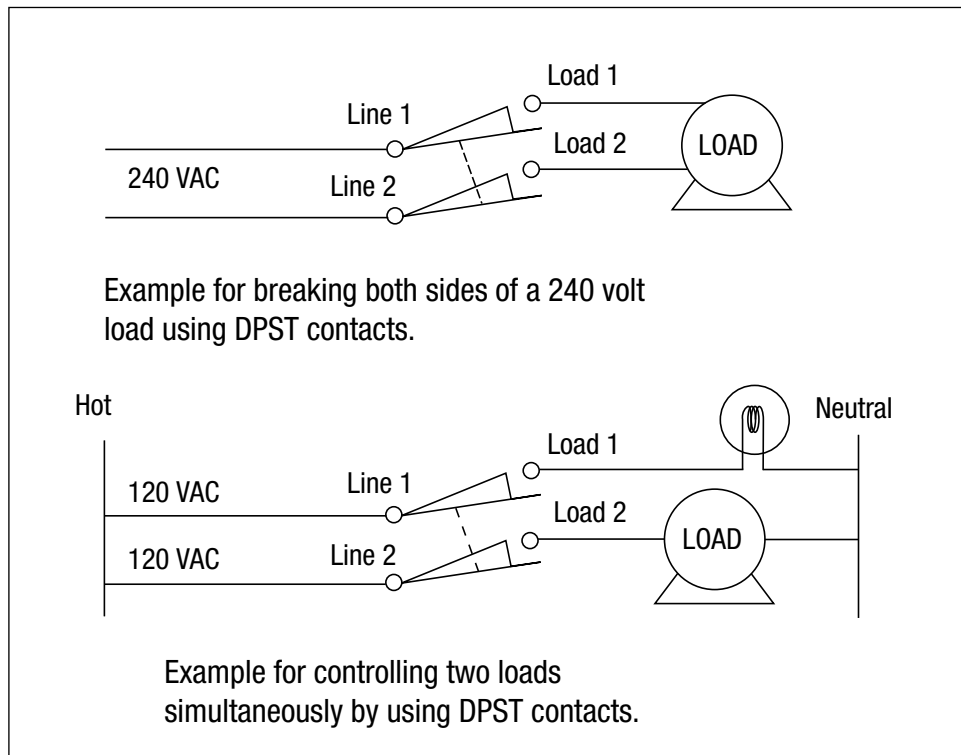 Load 1
Line 1
Load 2
LOAD
240 VAC
Line 2
Example for breaking both sides of a 240 volt
load using DPST contacts.
Hot
Neutral
Load 1
120 VAC
Line 1
Load 2
LOAD
120 VAC
Line 2
Example for controlling two loads
simultaneously by using DPST contacts.